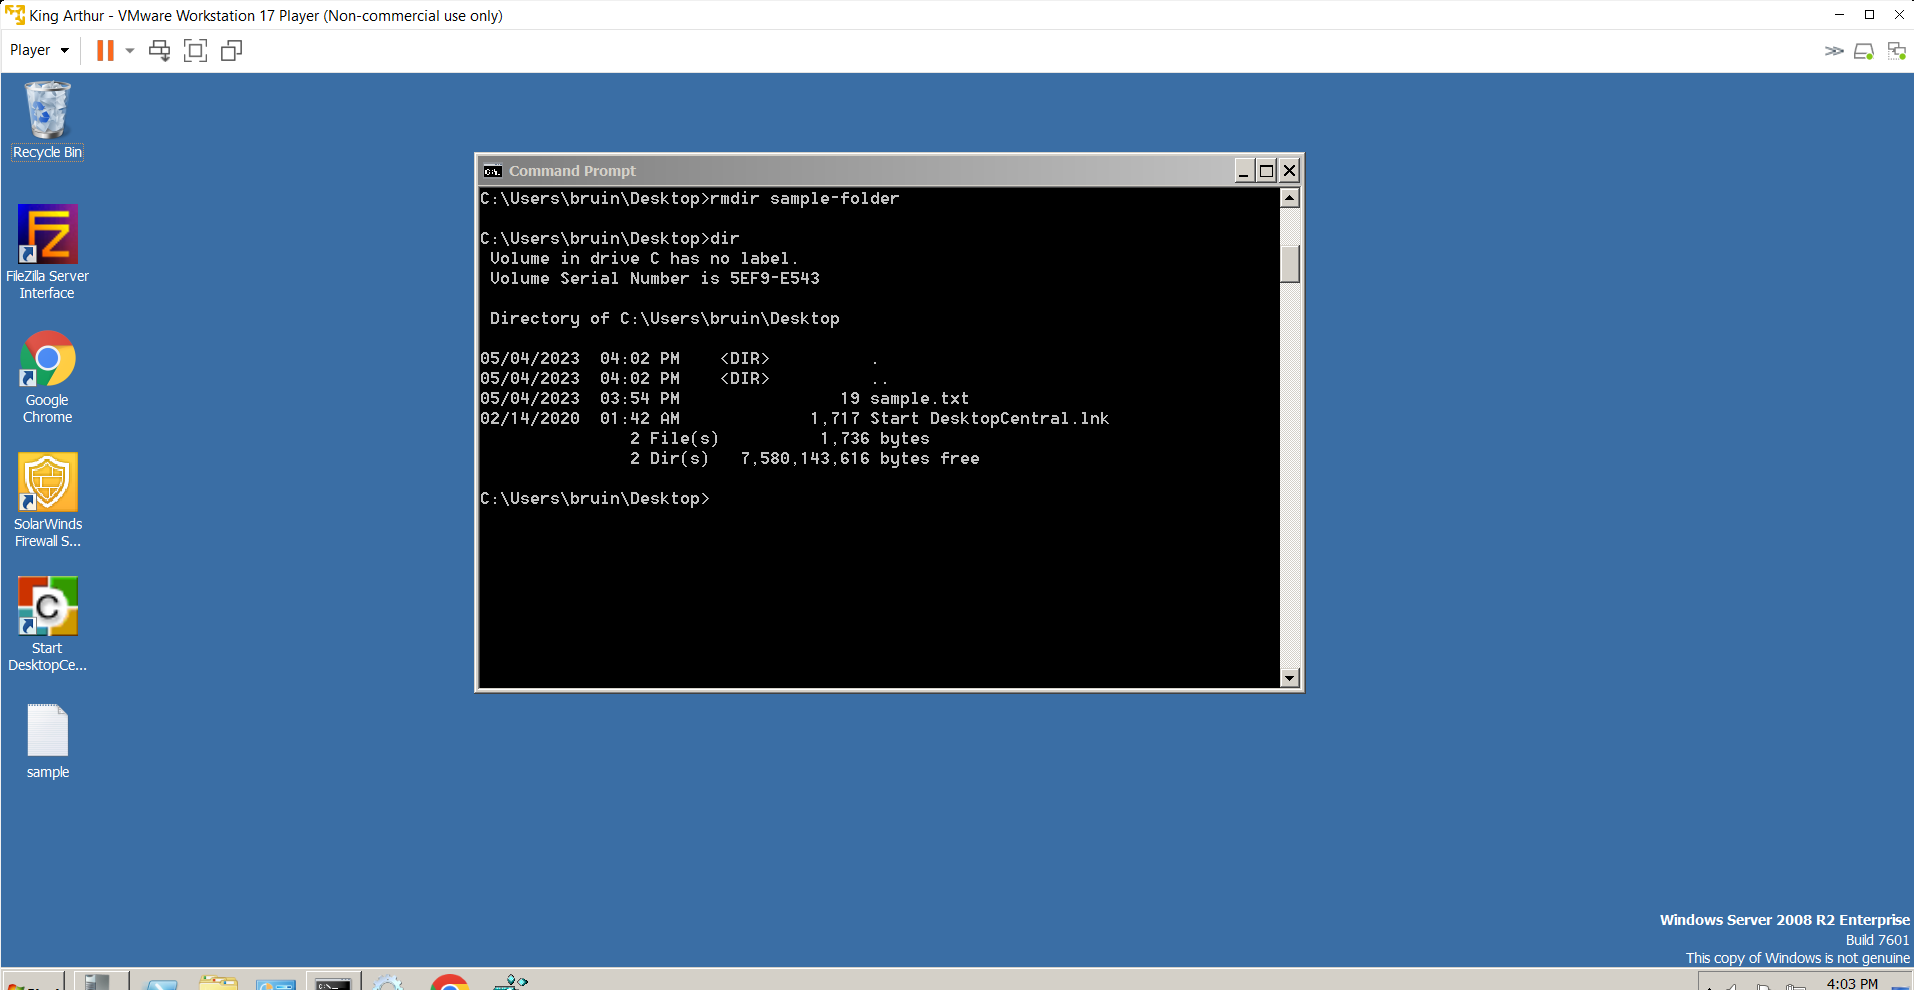 King Arthur - VMware Workstation 17 Player (Non-commercial use only)
Player
Recycle Bin
FileZilla Server
Interface
Google
Chrome
SolarWinds
Firewall S...
Start
DesktopCe...
sample
Command Prompt
C:\Users\bruin\Desktop>rmdir sample-folder
C:\Users\bruin\Desktop>dir
Volume in drive C has no label.
Volume Serial Number is 5EF9-E543
Directory of C:\Users\bruin\Desktop
05/04/2023  04:02 PM    <DIR>          .
05/04/2023  04:02 PM    <DIR>          ..
05/04/2023  03:54 PM                19 sample.txt
02/14/2020  01:42 AM             1,717 Start DesktopCentral.lnk
2 File(s)          1,736 bytes
2 Dir(s)   7,580,143,616 bytes free
C:\Users\bruin\Desktop>
Windows Server 2008 R2 Enterprise
Build 7601
This copy of Windows is not genuine
4:03 PM